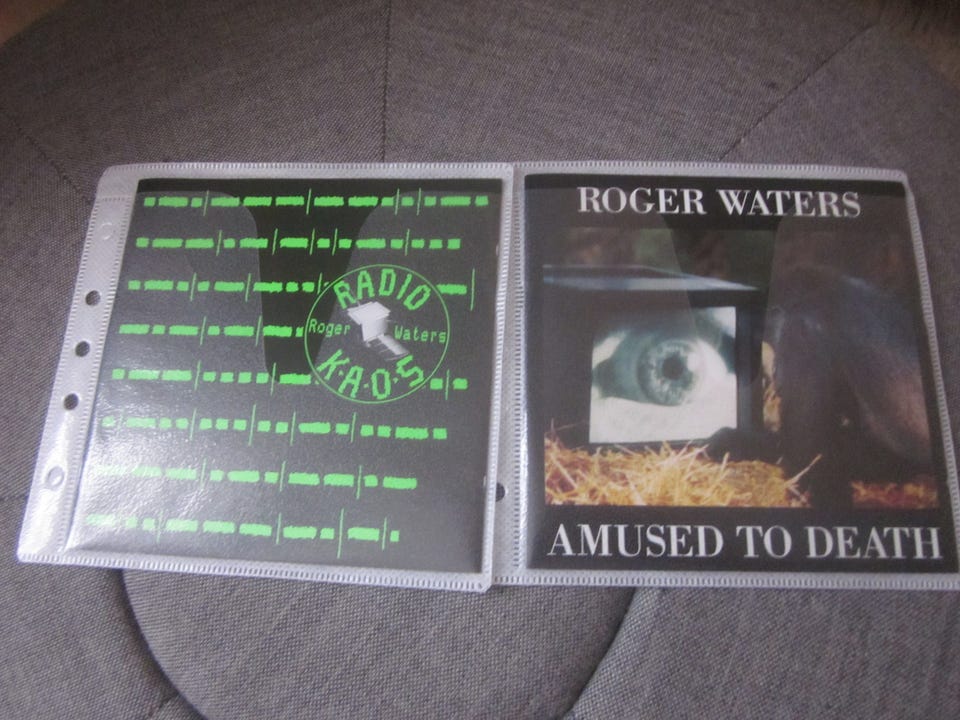 RADIO
Roger Waters
K·A·O·S
ROGER WATERS
AMUSED TO DEATH